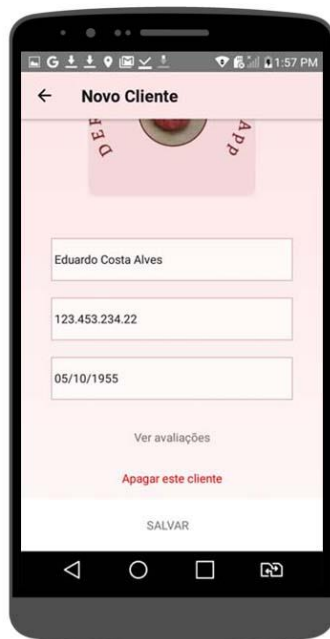 1:57 PM
Novo Cliente
APP
Eduardo Costa Alves
123.453.234.22
05/10/1955
Ver avaliações
Apagar este cliente
SALVAR